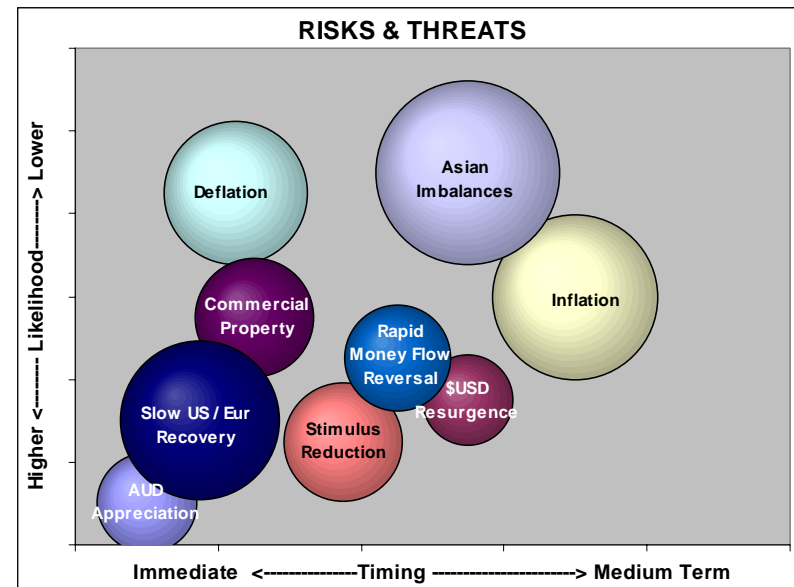 RISKS & THREATS
Higher <-------- Likelihood--------> Lower
Asian
Imbalances
Deflation
Inflation
Commercial
Property
Rapid
Money Flow
Reversal
$USD
Resurgence
Slow US / Eur
Recovery
Stimulus
Reduction
AUD
Appreciation
Immediate <---------------Timing---------------> Medium Term